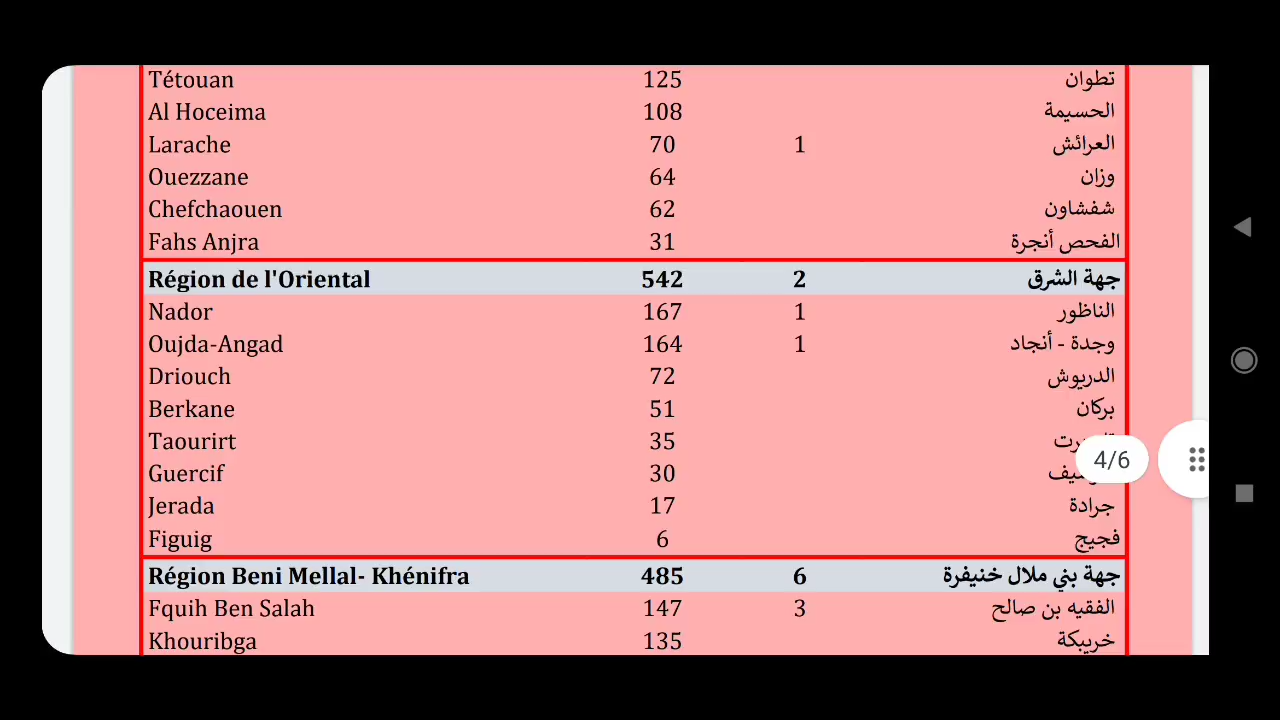 Tétouan 125 تطوان
Al Hoceima 108 الحسيمة
Larache 70 1 العرائش
Ouezzane 64 وزان
Chefchaouen 62 شفشاون
Fahs Anjra 31 الفحص أنجرة
Région de l'Oriental 542 2 جهة الشرق
Nador 167 1 الناظور
Oujda-Angad 164 1 وجدة - أنجاد
Driouch 72 الدريوش
Berkane 51 بركان
Taourirt 35
4/6
Guercif 30
Jerada 17 جرادة
Figuig 6 فجيج
Région Beni Mellal- Khénifra 485 6 جهة بني ملال خنيفرة
Fquih Ben Salah 147 3 الفقيه بن صالح
Khouribga 135 خريبكة